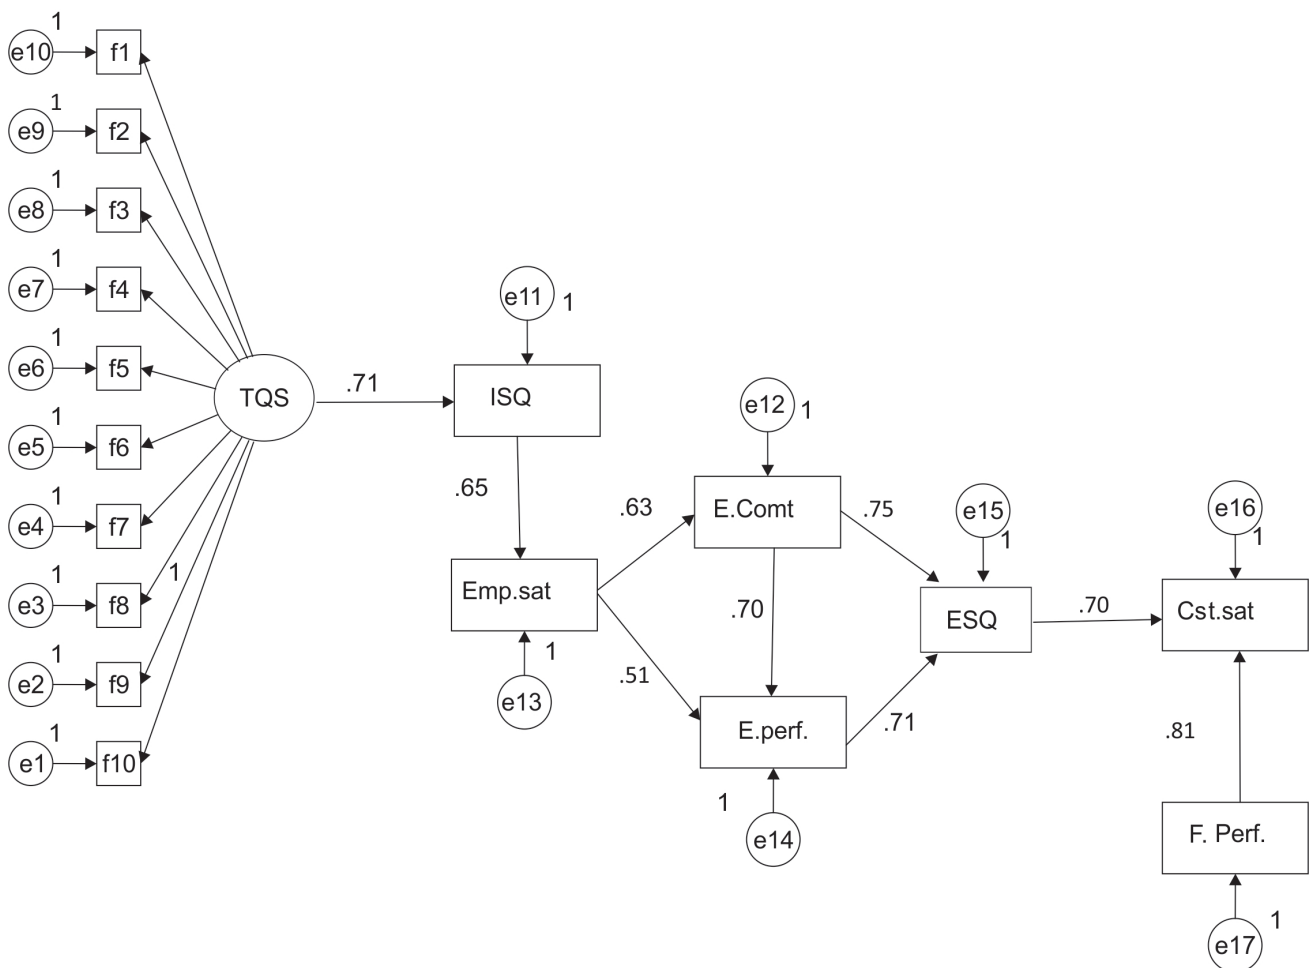 1
e10
f1
1
e9
f2
1
e8
f3
1
e7
f4
1
e6
f5
1
e5
f6
1
e4
f7
1
e3
f8
1
1
e2
f9
1
e1
f10
TQS
.71
e11
1
ISQ
.65
Emp.sat
1
e13
.63
.51
e12
1
E.Comt
.70
E.perf.
1
e14
.75
.71
e15
1
ESQ
.70
e16
1
Cst.sat
.81
F. Perf.
1
e17